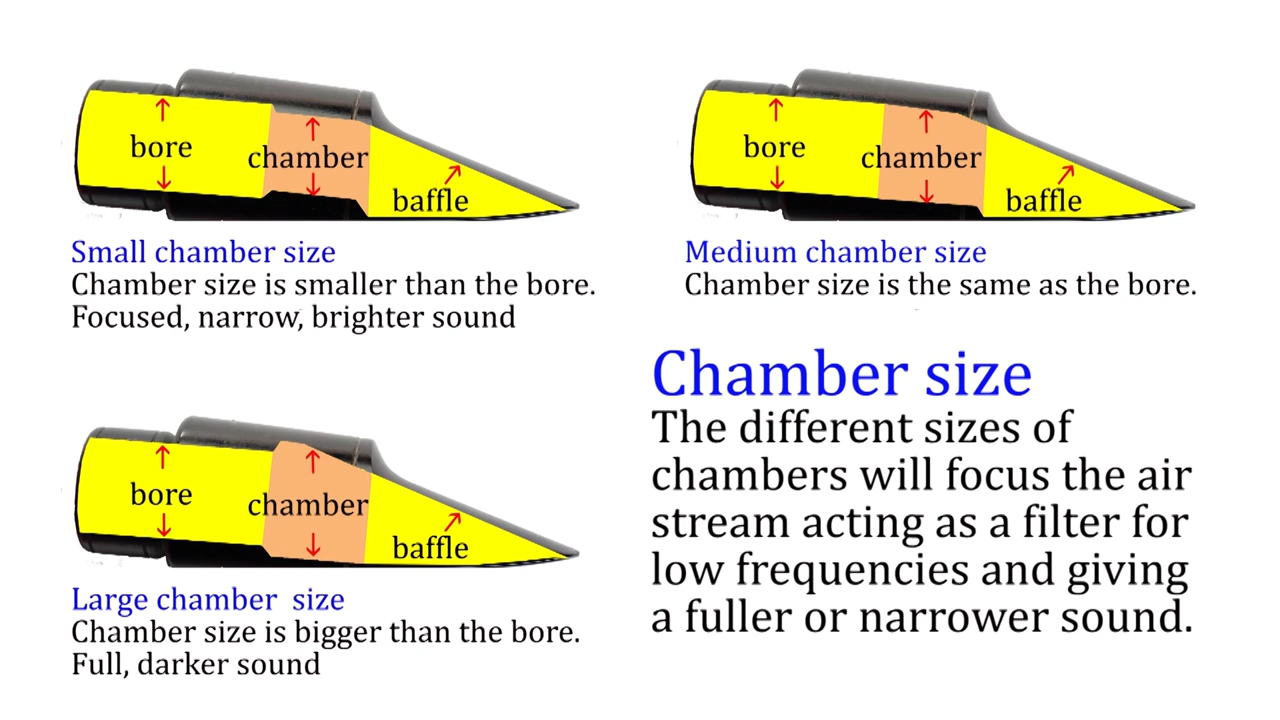 bore
chamber
baffle
Small chamber size
Chamber size is smaller than the bore.
Focused, narrow, brighter sound
bore
chamber
baffle
Medium chamber size
Chamber size is the same as the bore.
bore
chamber
baffle
Large chamber size
Chamber size is bigger than the bore.
Full, darker sound
Chamber size
The different sizes of
chambers will focus the air
stream acting as a filter for
low frequencies and giving
a fuller or narrower sound.